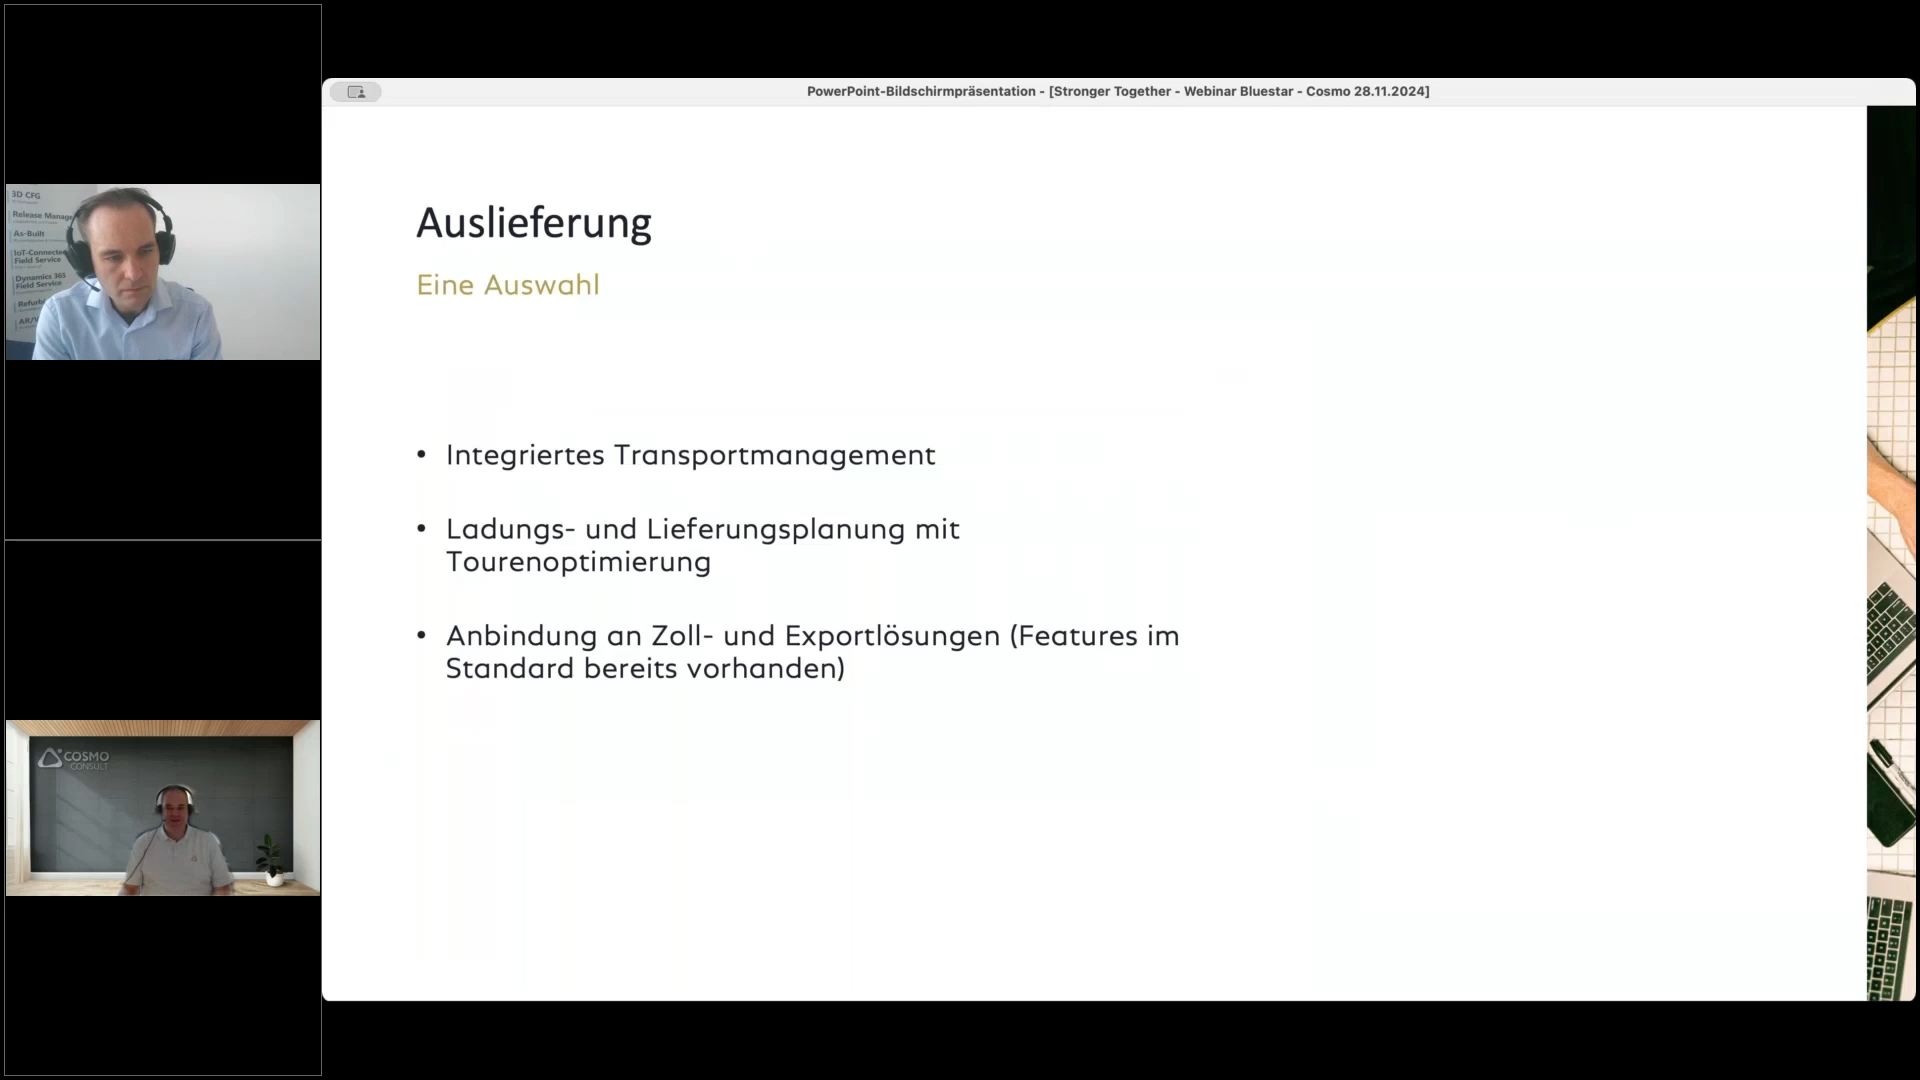 PowerPoint-Bildschirmpräsentation - [Stronger Together - Webinar Bluestar - Cosmo 28.11.2024]
Auslieferung
Eine Auswahl
• Integriertes Transportmanagement
• Ladungs- und Lieferungsplanung mit
Tourenoptimierung
• Anbindung an Zoll- und Exportlösungen (Features im
Standard bereits vorhanden)
3D CFG
Release Manage
As-Built
IoT-Connected
Field Service
Dynamics 365
Field Service
COSMO
CONSULT